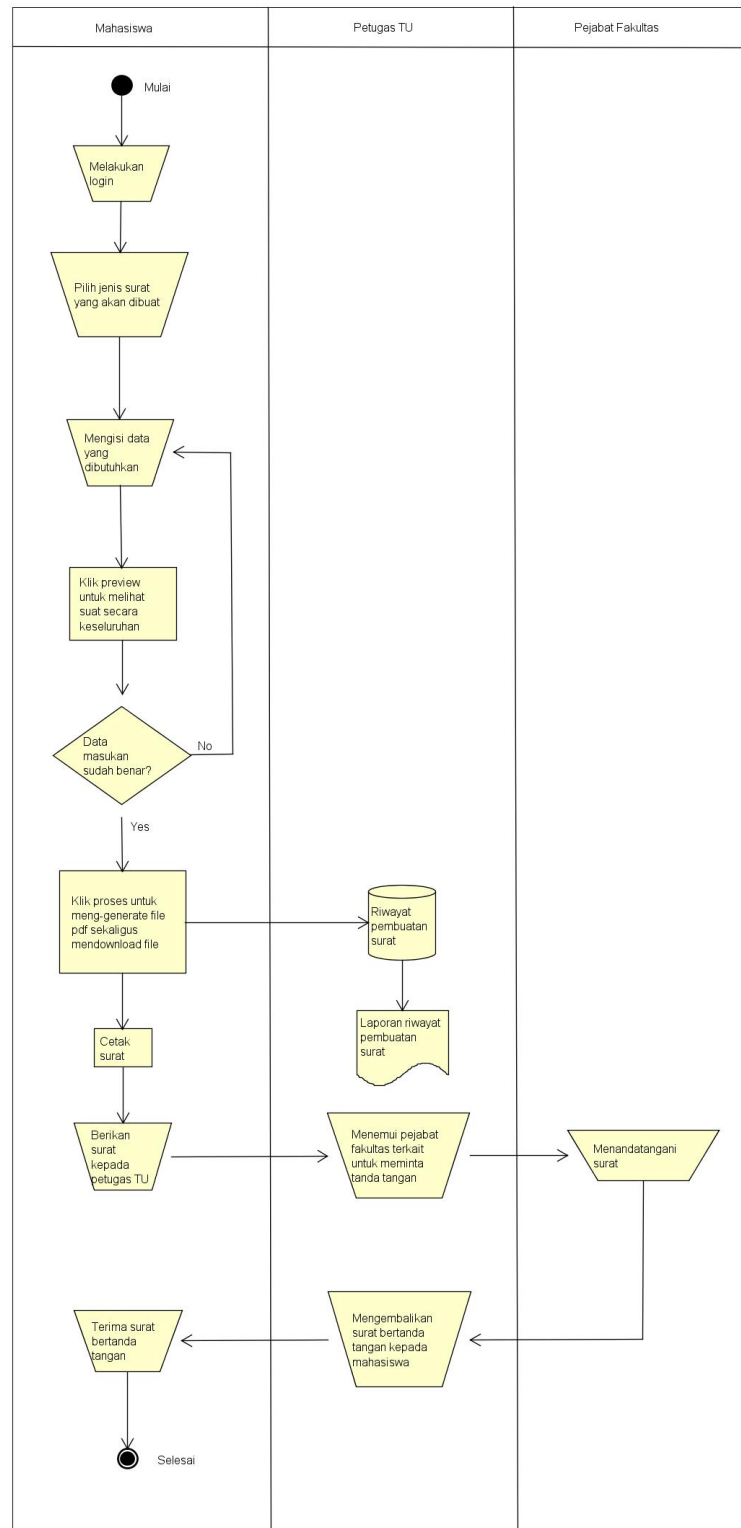 Mahasiswa
Petugas TU
Pejabat Fakultas
Mulai
Melakukan
login
Pilih jenis surat
yang akan dibuat
Mengisi data
yang
dibutuhkan
Klik preview
untuk melihat
suat secara
keseluruhan
Data
masukan
sudah benar?
No
Yes
Klik proses untuk
meng-generate file
pdf sekaligus
mendownload file
Riwayat
pembuatan
surat
Cetak
surat
Laporan riwayat
pembuatan
surat
Berikan
surat
kepada
petugas TU
Menemui pejabat
fakultas terkait
untuk meminta
tanda tangan
Menandatangani
surat
Mengembalikan
surat bertanda
tangan kepada
mahasiswa
Terima surat
bertanda
tangan
Selesai